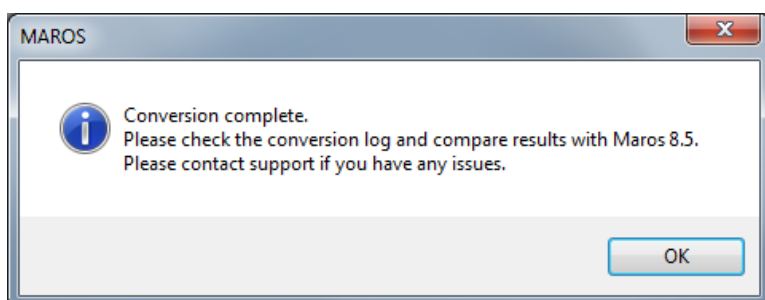 MAROS
Conversion complete.
Please check the conversion log and compare results with Maros 8.5.
Please contact support if you have any issues.
OK